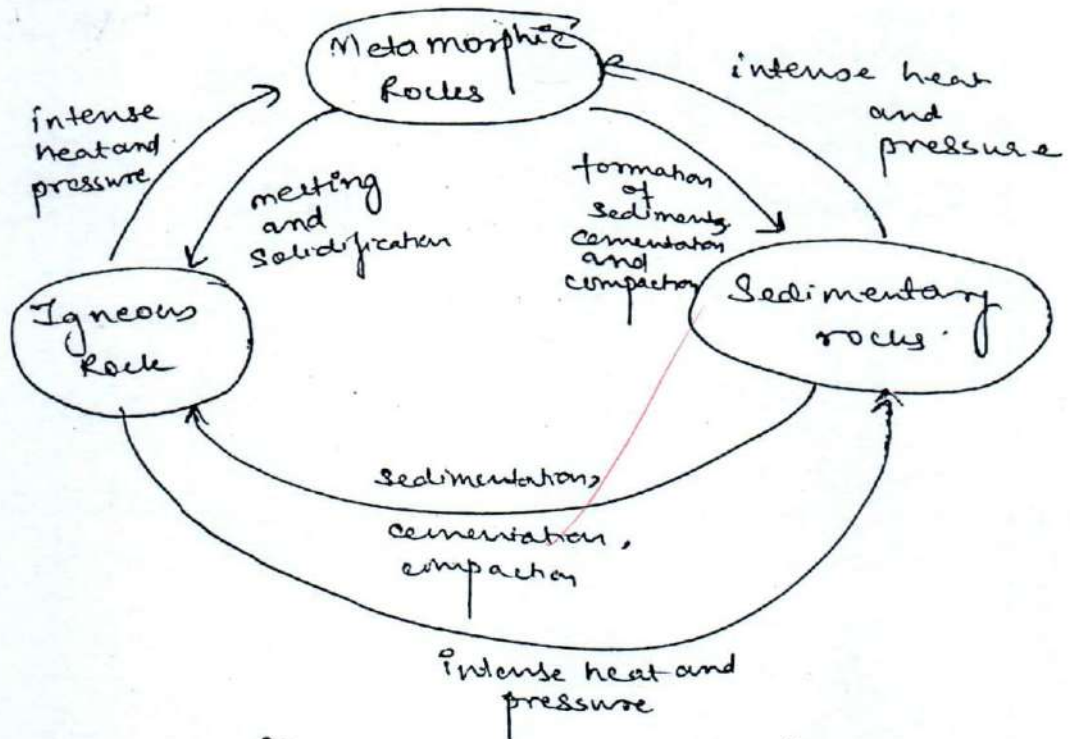 Metamorphic
Rocks
intense
heat and
pressure
intense heat
and
pressure
melting
and
solidification
formation
of
sediments,
cementation
and
compaction
Igneous
Rock
Sedimentary
rocks.
sedimentation,
cementation,
compaction
intense heat and
pressure